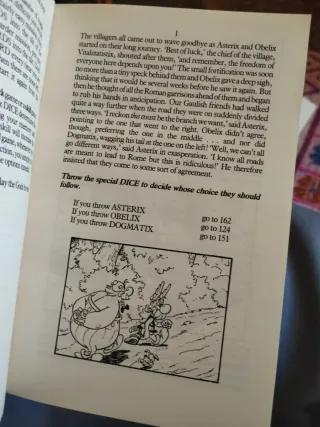 1
The villagers all came out to wave goodbye as Asterix and Obelix
started on their long journey. 'Best of luck,' the chief of the village,
Vitalstatistix, shouted after them, 'and remember, the freedom of
everyone here depends upon you!' The small fortification was soon
no more than a tiny speck behind them and Obelix gave a deep sigh,
thinking that it would be several weeks before he saw it again. But
then he thought of all the Roman garrisons ahead of them and began
to rub his hands in anticipation. Our Gaulish friends had walked
quite a way further when the road they were on suddenly divided
three ways. 'I reckon this must be the branch we want,' said Asterix,
pointing to the one that went to the right. Obelix didn't agree,
though, preferring the one in the middle . . . and nor did
Dogmatix, wagging his tail at the one on the left! 'Well, we can't all
go different ways,' said Asterix in exasperation. 'I know all roads
are meant to lead to Rome but this is ridiculous!' He therefore
insisted that they come to some sort of agreement.
Throw the special DICE to decide whose choice they should
follow.
If you throw ASTERIX go to 162
If you throw OBELIX go to 124
If you throw DOGMATIX go to 151